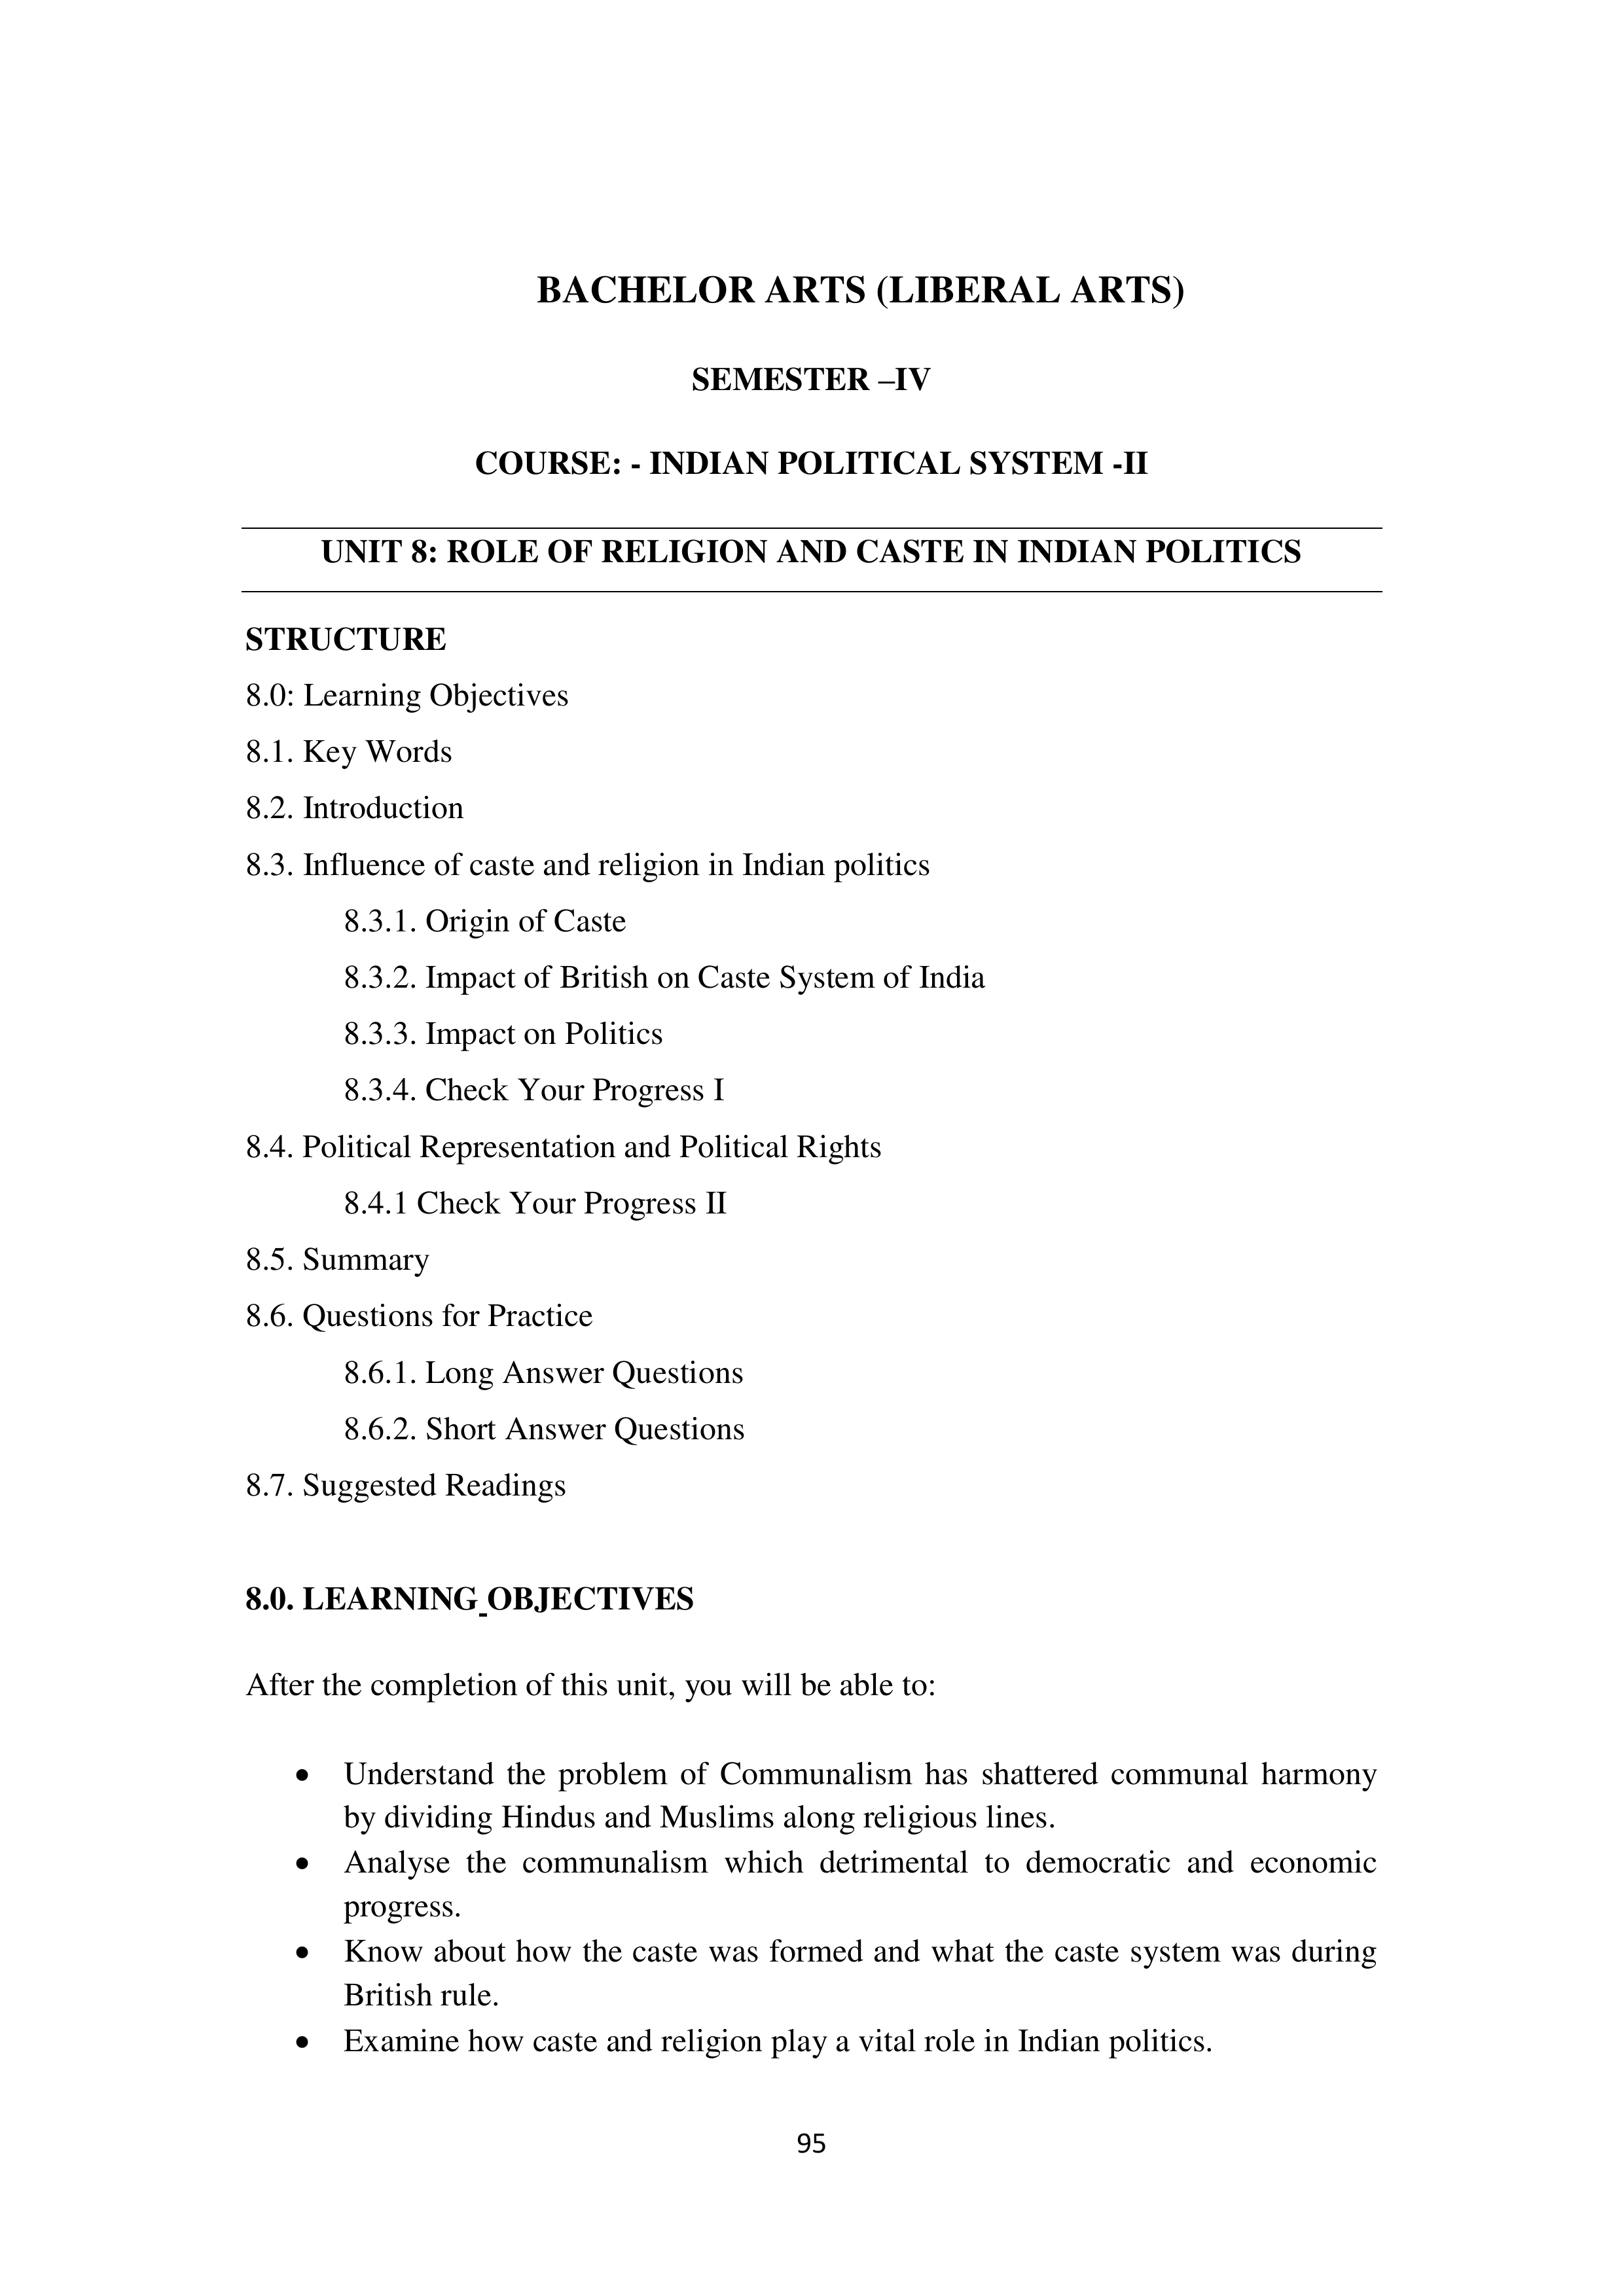 BACHELOR ARTS (LIBERAL ARTS)
SEMESTER –IV
COURSE: - INDIAN POLITICAL SYSTEM -II
UNIT 8: ROLE OF RELIGION AND CASTE IN INDIAN POLITICS
STRUCTURE
8.0: Learning Objectives
8.1. Key Words
8.2. Introduction
8.3. Influence of caste and religion in Indian politics
8.3.1. Origin of Caste
8.3.2. Impact of British on Caste System of India
8.3.3. Impact on Politics
8.3.4. Check Your Progress I
8.4. Political Representation and Political Rights
8.4.1 Check Your Progress II
8.5. Summary
8.6. Questions for Practice
8.6.1. Long Answer Questions
8.6.2. Short Answer Questions
8.7. Suggested Readings
8.0. LEARNING OBJECTIVES
After the completion of this unit, you will be able to:
• Understand the problem of Communalism has shattered communal harmony
by dividing Hindus and Muslims along religious lines.
• Analyse the communalism which detrimental to democratic and economic
progress.
• Know about how the caste was formed and what the caste system was during
British rule.
• Examine how caste and religion play a vital role in Indian politics.
95